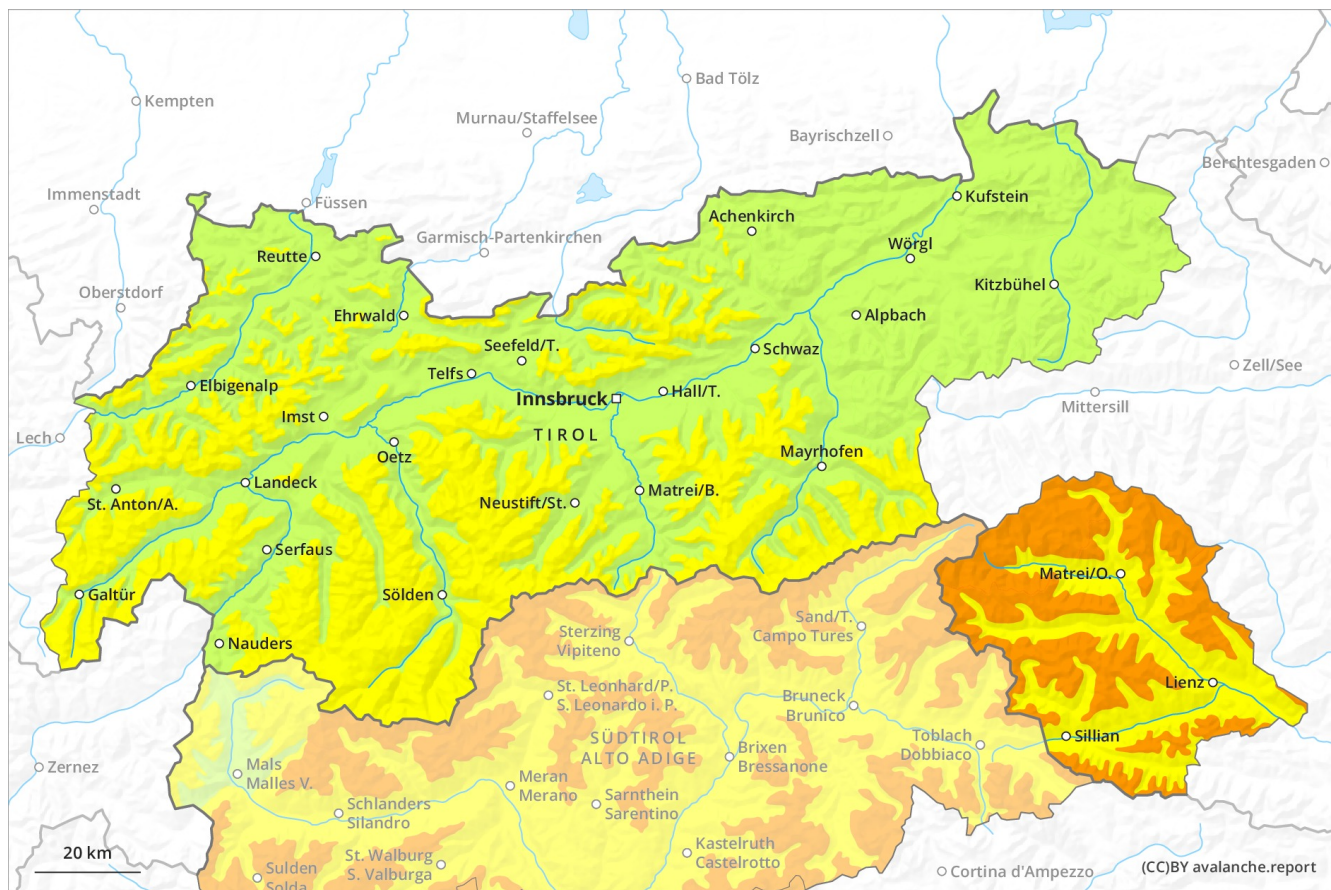 Bad Tölz
Kempten
Murnau/Staffelsee
Bayrischzell
Berchtesgaden
Immenstadt
Füssen
Kufstein
Achenkirch
Garmisch-Partenkirchen
Wörgl
Reutte
Oberstdorf
Kitzbühel
Ehrwald
Alpbach
Seefeld/T.
Schwaz
Zell/See
Telfs
Elbigenalp
Hall/T.
Innsbruck
Mittersill
Imst
TIROL
Lech
Oetz
Mayrhofen
Landeck
Matrei/B.
St. Anton/A.
Neustift/St.
Serfaus
Matrei/O.
Galtür
Sölden
Sand/T.
Campo Tures
Sterzing
Vipiteno
Nauders
Lienz
St. Leonhard/P.
S. Leonardo i. P.
Bruneck
Brunico
SÜDTIROL
ALTO ADIGE
Toblach
Dobbiaco
Sillian
Brixen
Bressanone
Zernez
Mals
Malles V.
Meran
Merano
Sarnthein
Sarentino
Schlanders
Silandro
Kastelruth
Castelrotto
20 km
St. Walburg
S. Valburga
Sulden
Solda
Cortina d'Ampezzo
(CC)BY avalanche.report